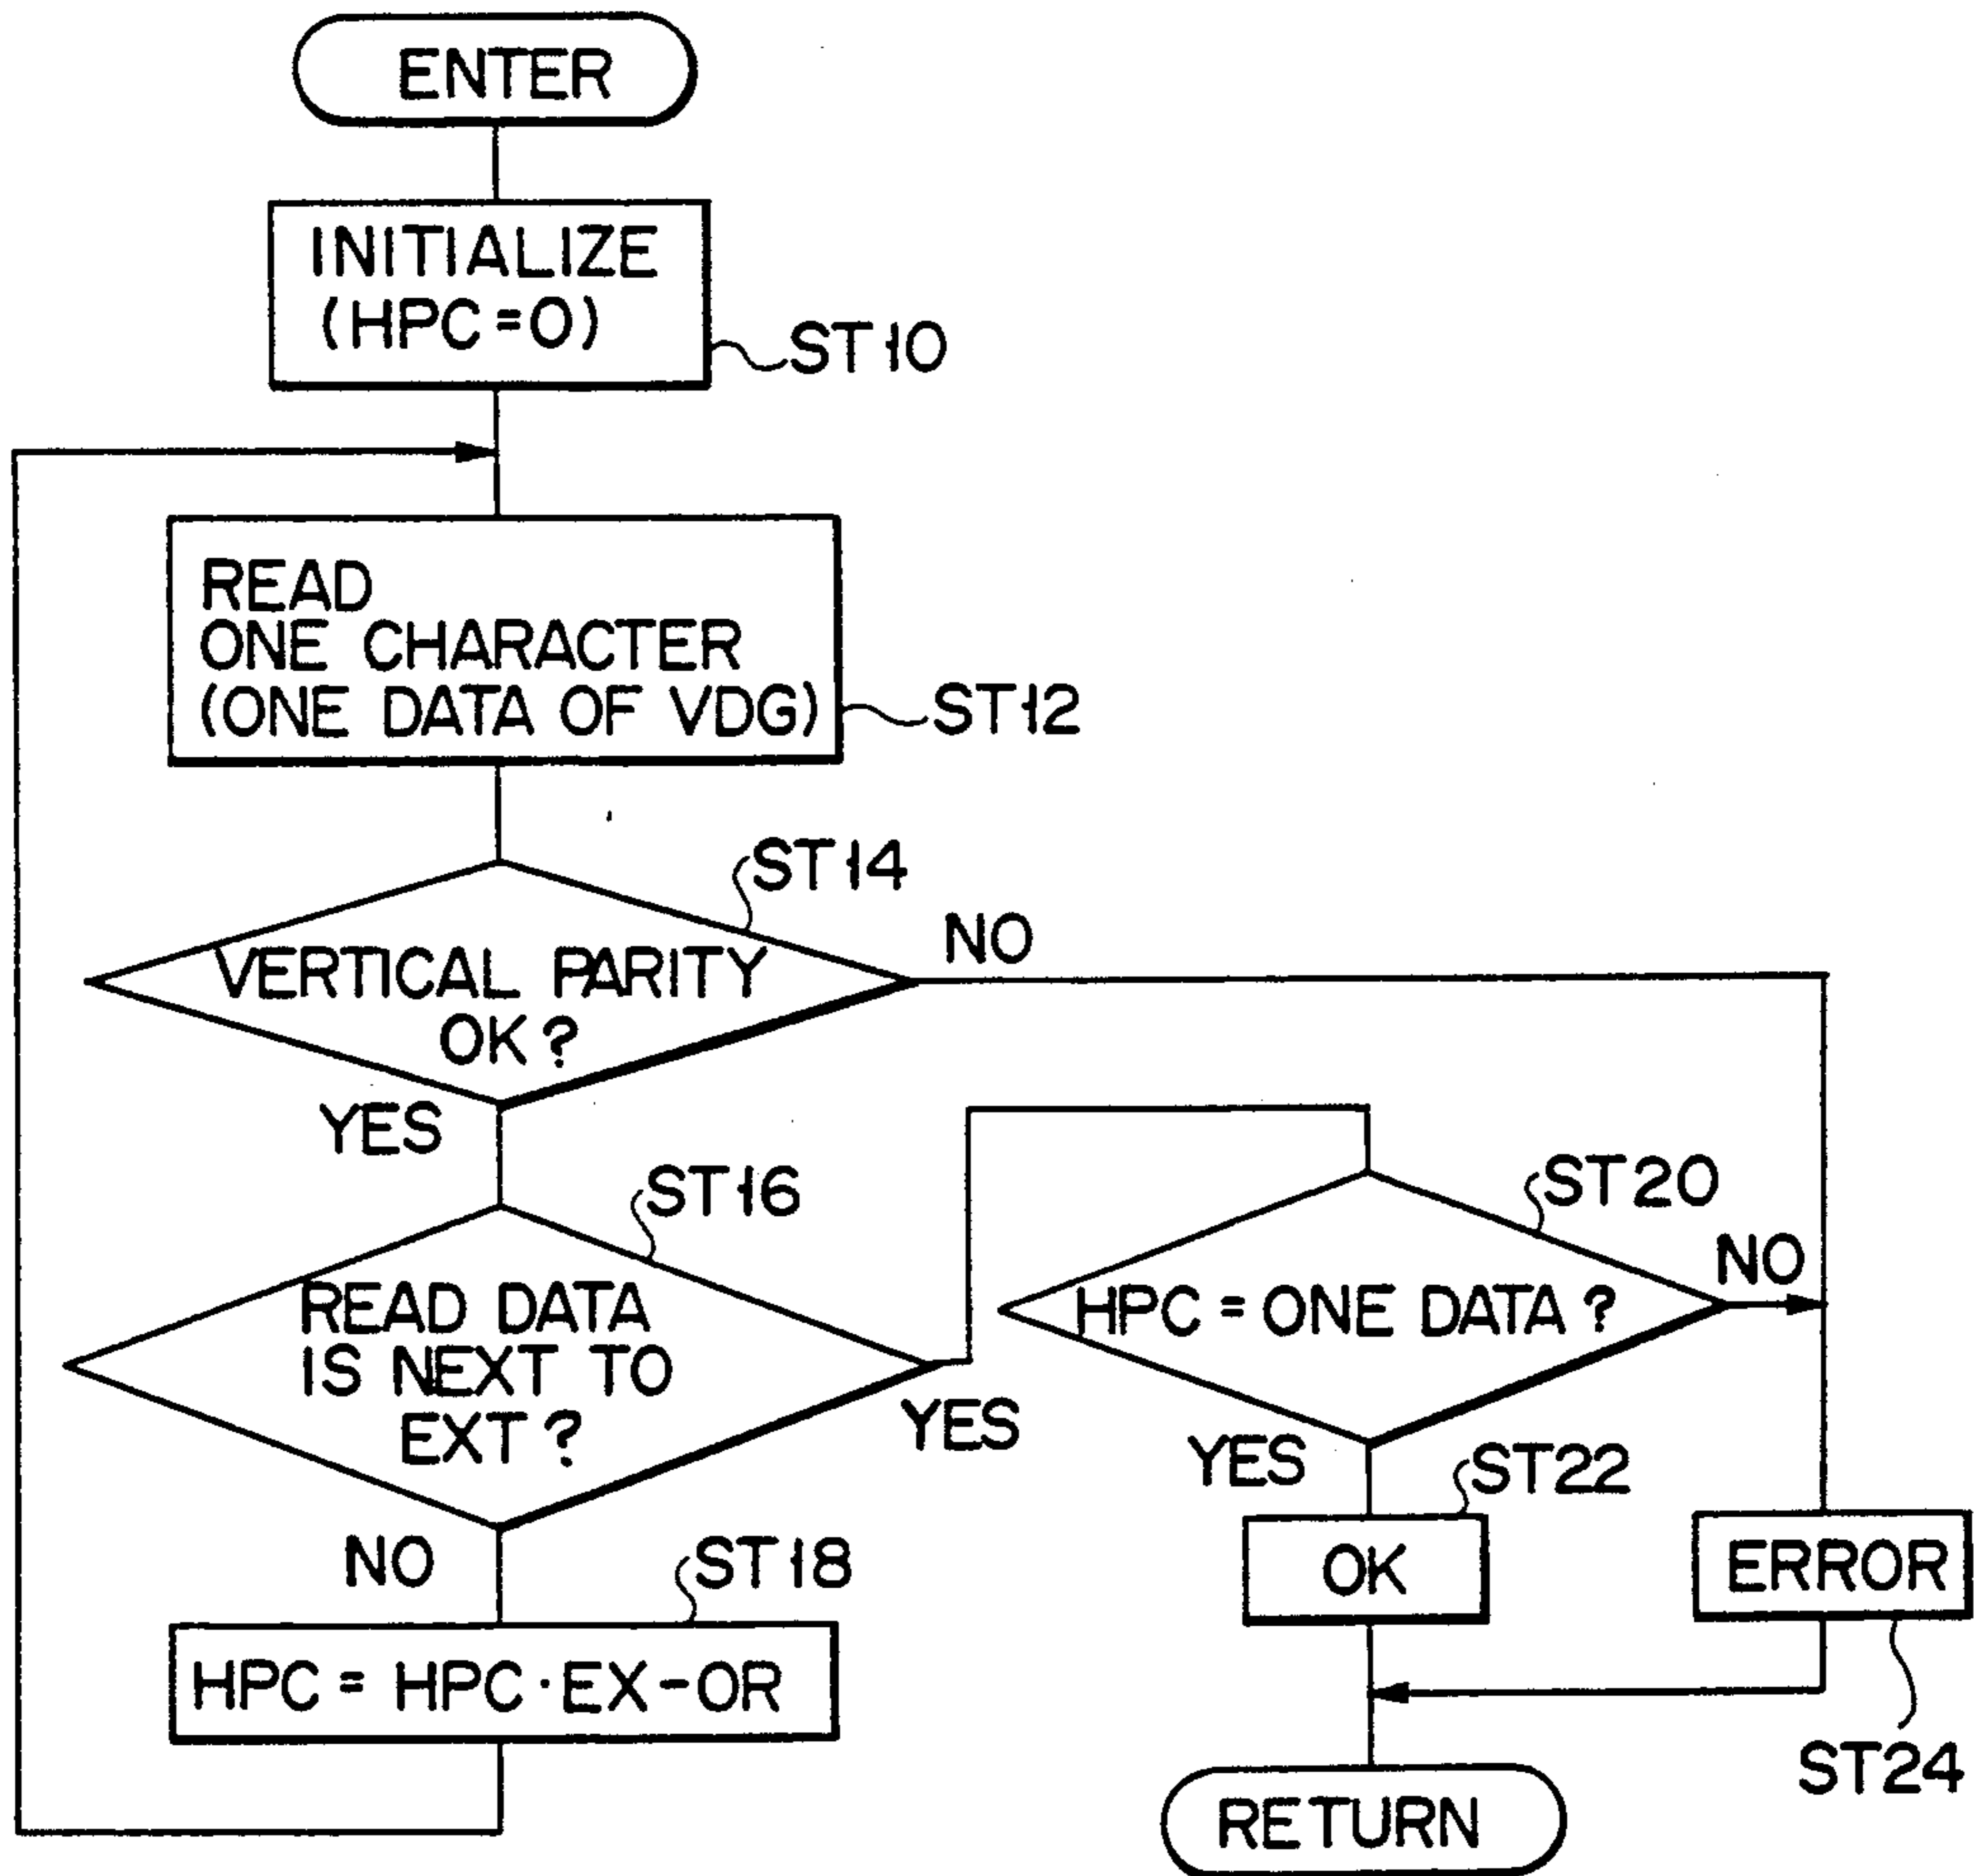 ENTER
INITIALIZE
(HPC=0)
ST10
READ
ONE CHARACTER
(ONE DATA OF VDG)
ST12
ST14
VERTICAL PARITY
OK?
NO
YES
ST16
READ DATA
IS NEXT TO
EXT?
YES
NO
ST18
HPC = HPC·EX-OR
ST20
HPC = ONE DATA?
NO
YES
ST22
OK
ERROR
ST24
RETURN